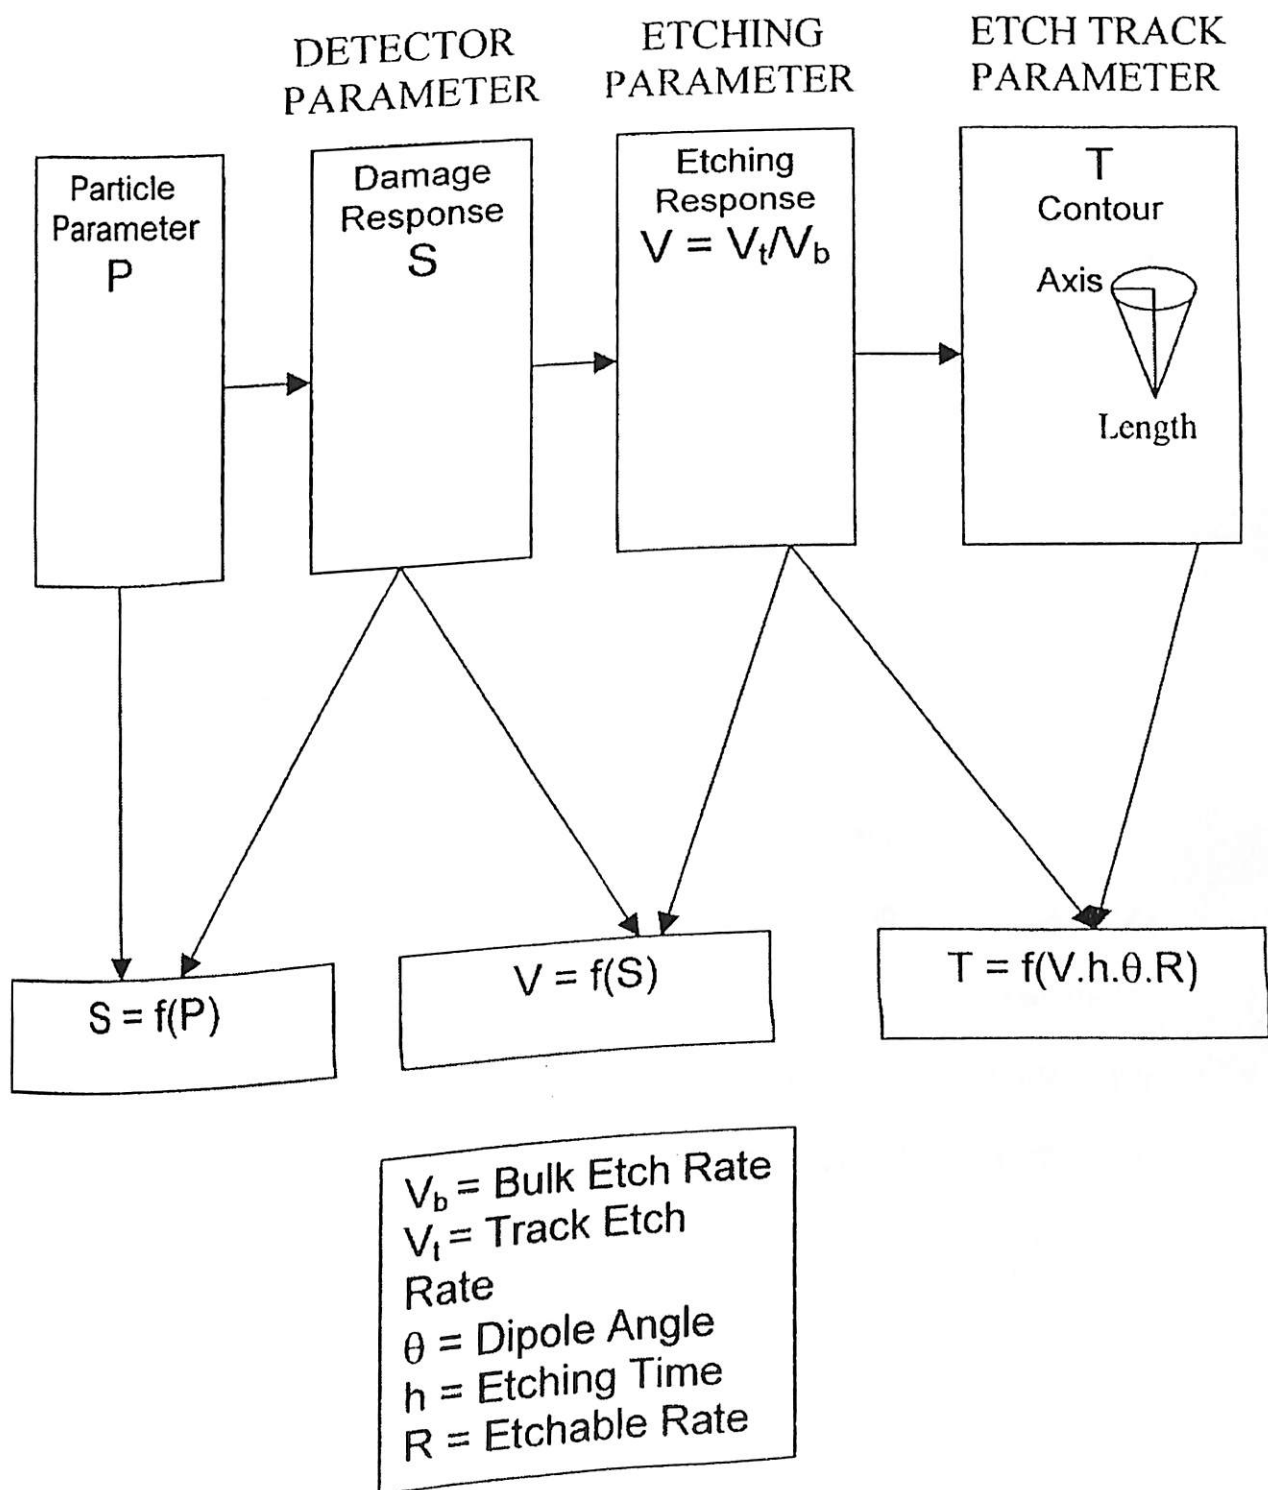 DETECTOR
PARAMETER
ETCHING
PARAMETER
ETCH TRACK
PARAMETER
Particle
Parameter
P
Damage
Response
S
Etching
Response
V = Vt/Vb
T
Contour
Axis
Length
S = f(P)
V = f(S)
T = f(V.h.θ.R)
Vb = Bulk Etch Rate
Vt = Track Etch
Rate
θ = Dipole Angle
h = Etching Time
R = Etchable Rate